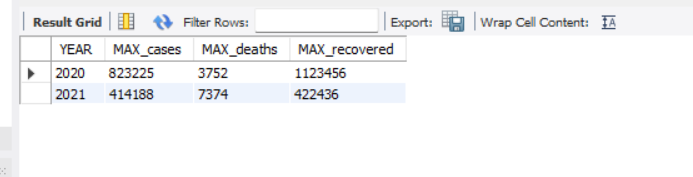 Result Grid Filter Rows: Export: Wrap Cell Content: IA
YEAR MAX_cases MAX_deaths MAX_recovered
2020 823225 3752 1123456
2021 414188 7374 422436